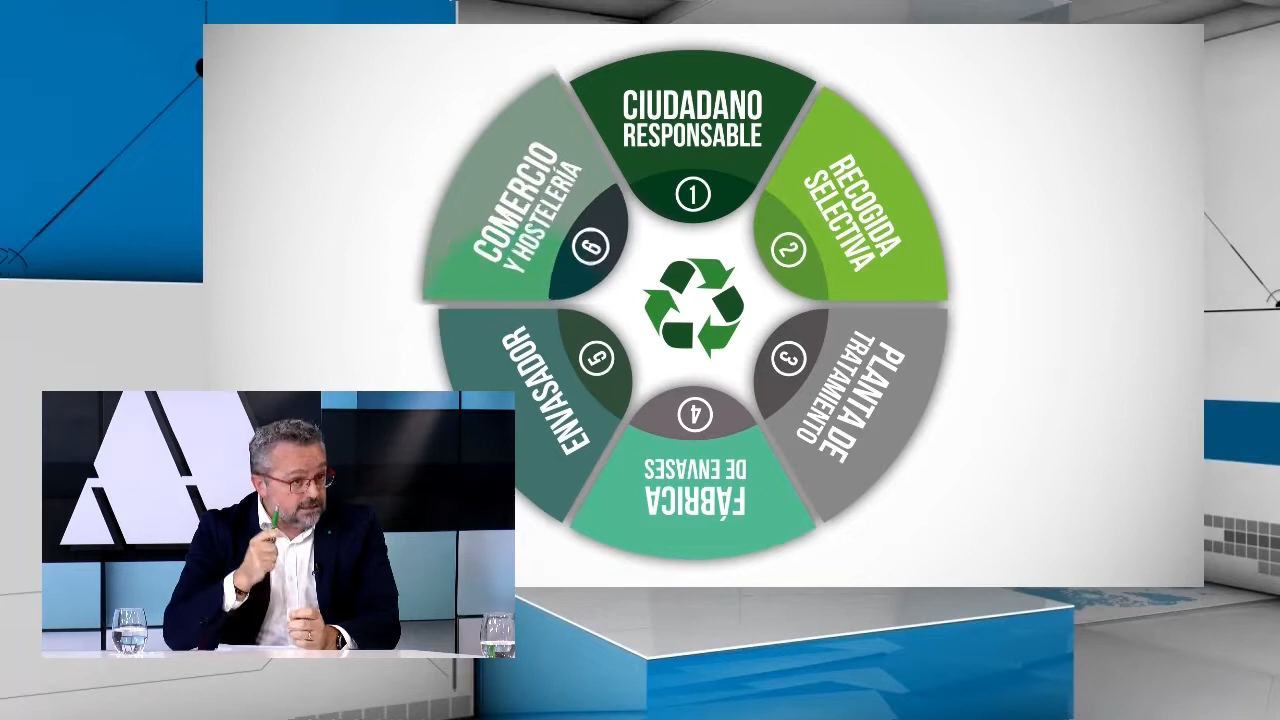 CIUDADANO
RESPONSABLE
1
RECOGIDA
SELECTIVA
2
PLANTA DE
TRATAMIENTO
3
FÁBRICA
DE ENVASES
4
ENVASADOR
5
COMERCIO
Y HOSTELERÍA
6